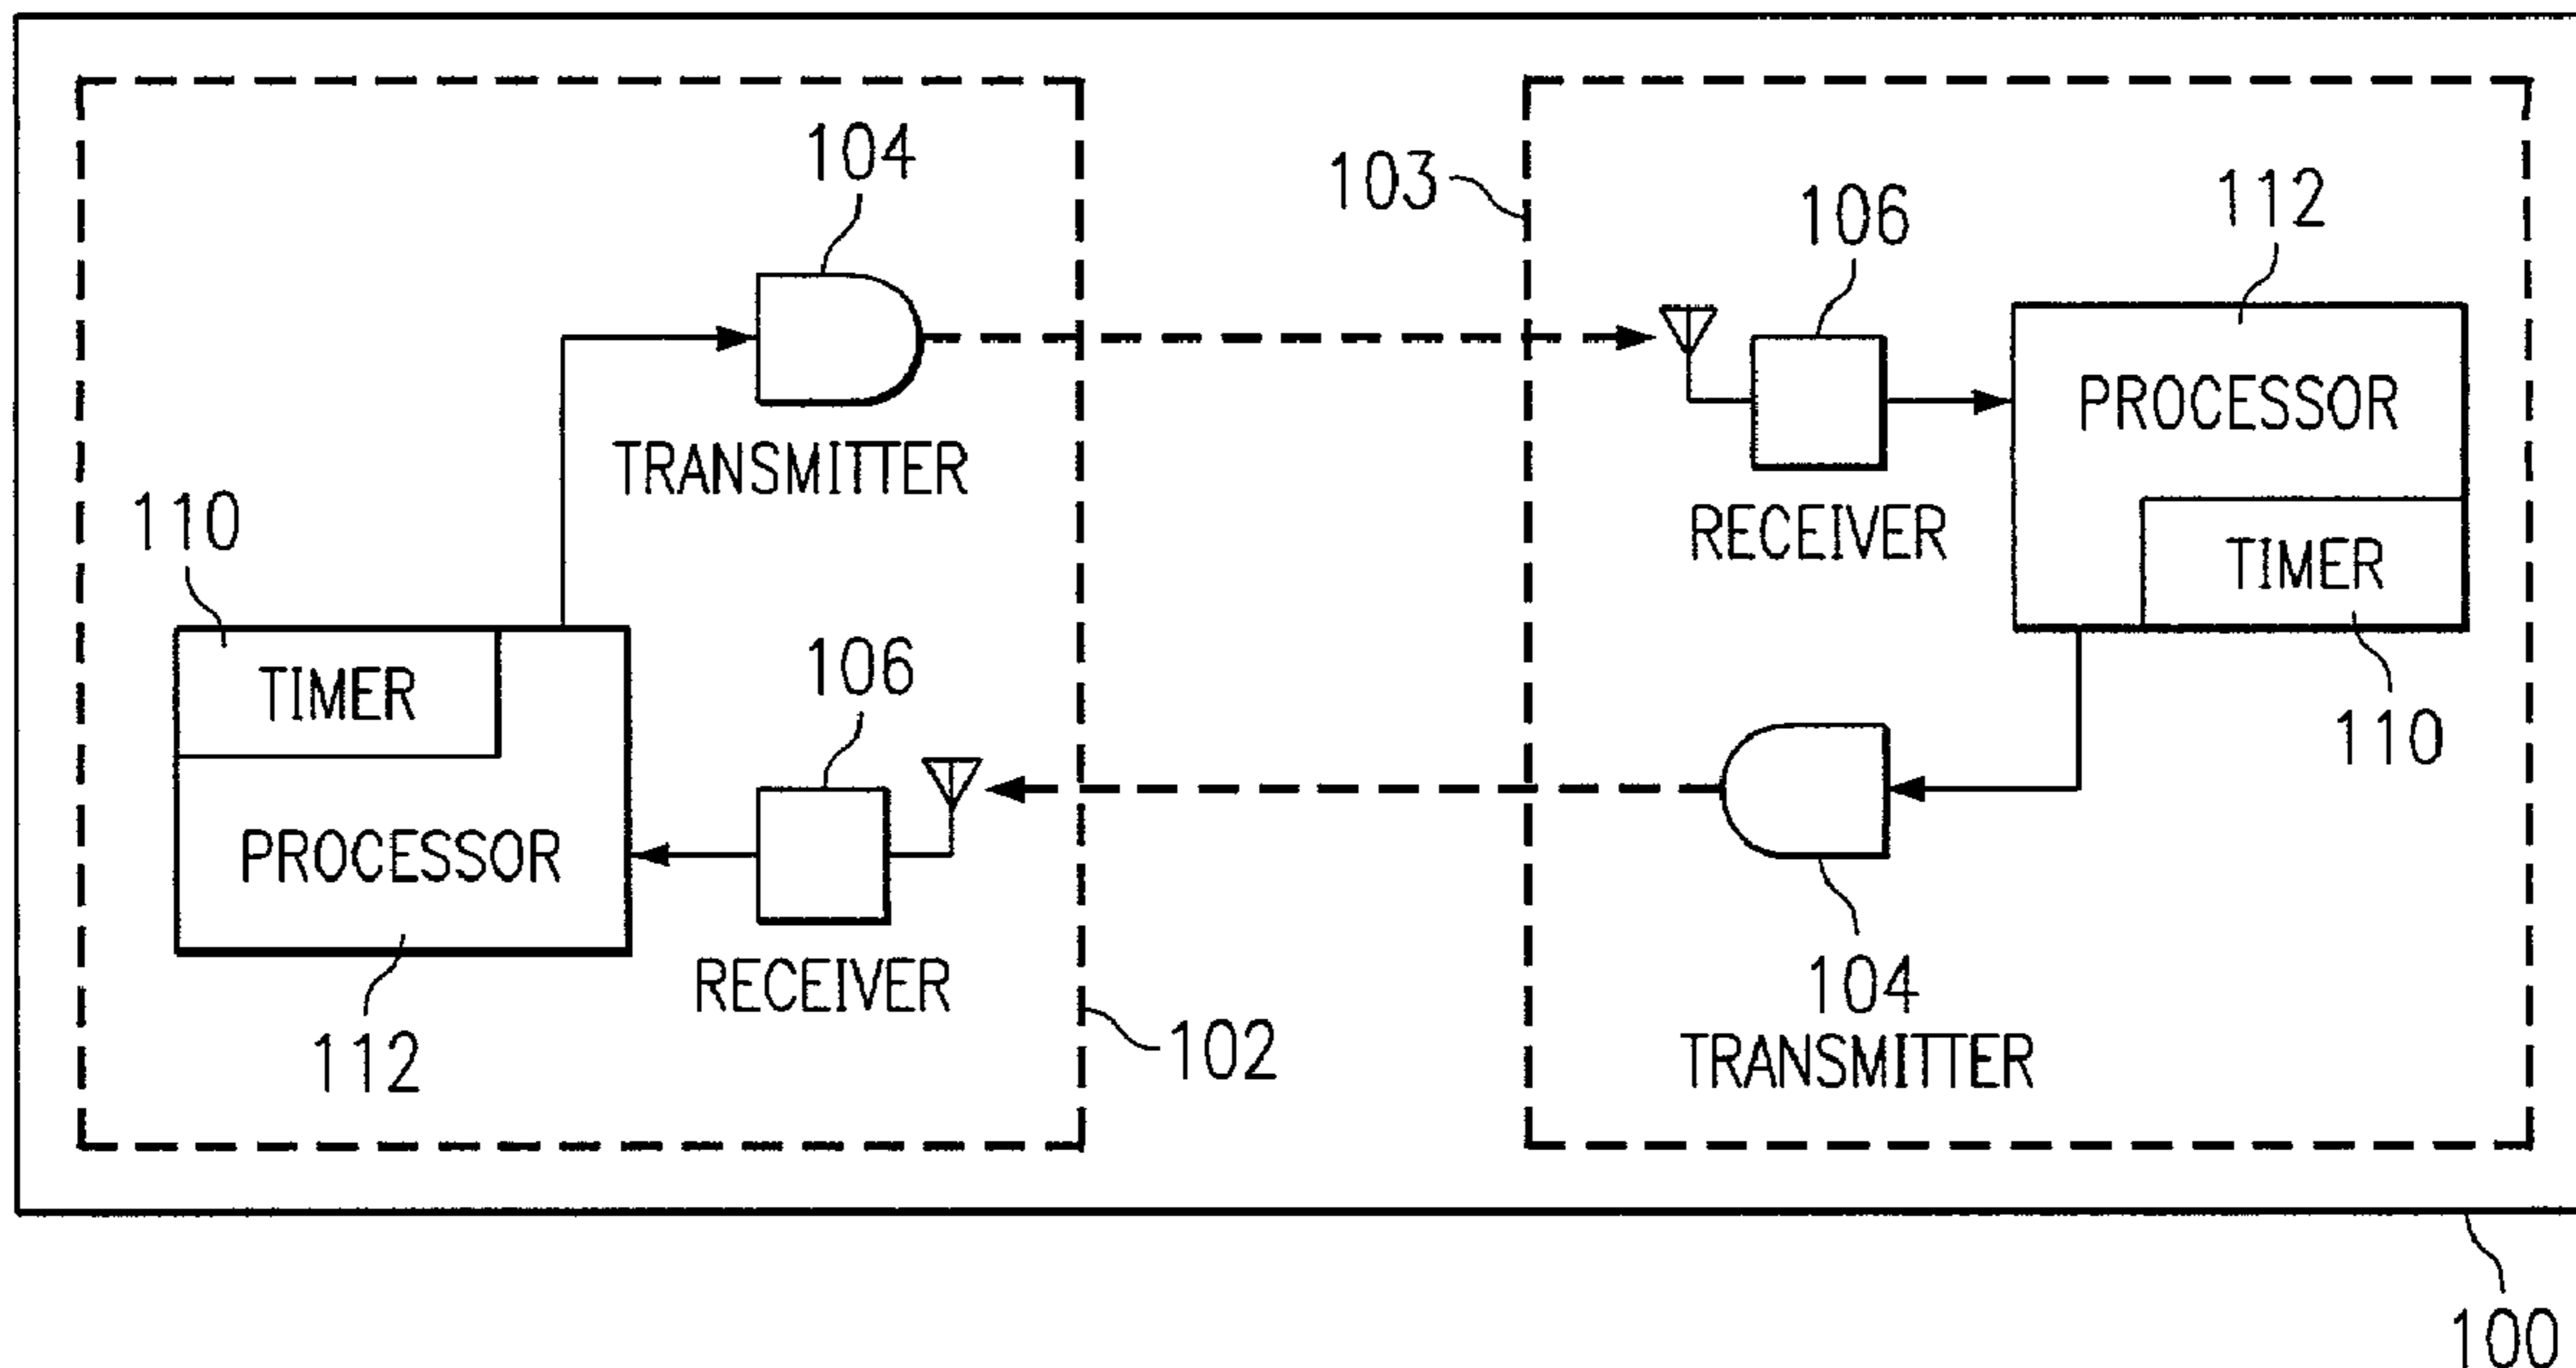 104
103
112
106
PROCESSOR
TRANSMITTER
110
RECEIVER
TIMER
106
TIMER
110
PROCESSOR
RECEIVER
104
112
102
TRANSMITTER
100